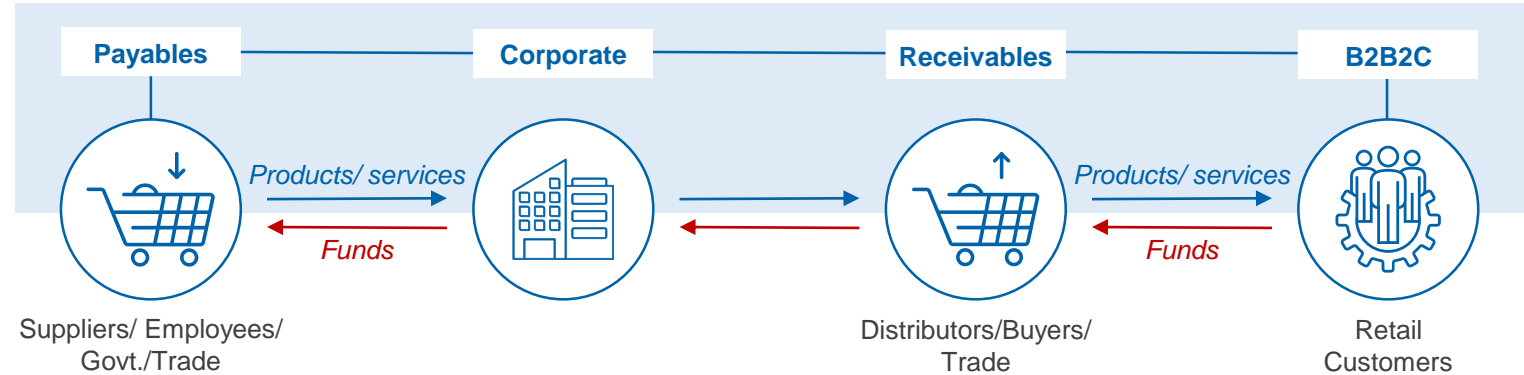 Payables
Corporate
Receivables
B2B2C
Products/ services
Funds
Products/ services
Funds
Suppliers/ Employees/
Govt./Trade
Distributors/Buyers/
Trade
Retail
Customers